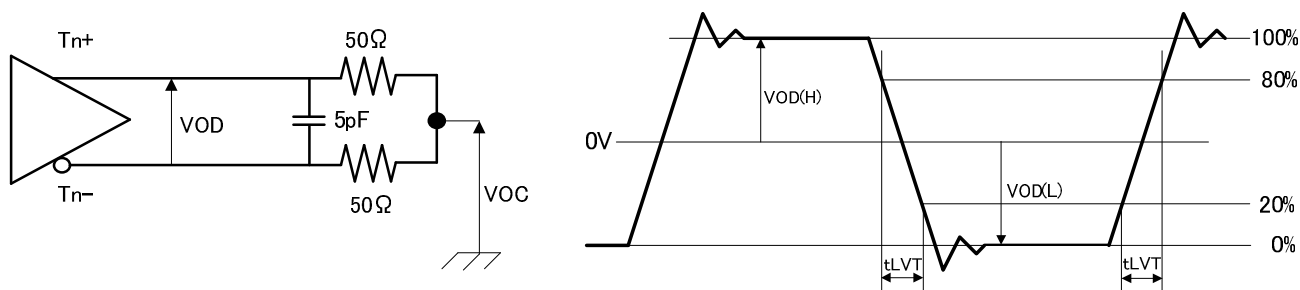 Tn+
50Ω
VOD
5pF
Tn−
50Ω
VOC
100%
80%
VOD(H)
0V
VOD(L)
20%
0%
tLVT
tLVT